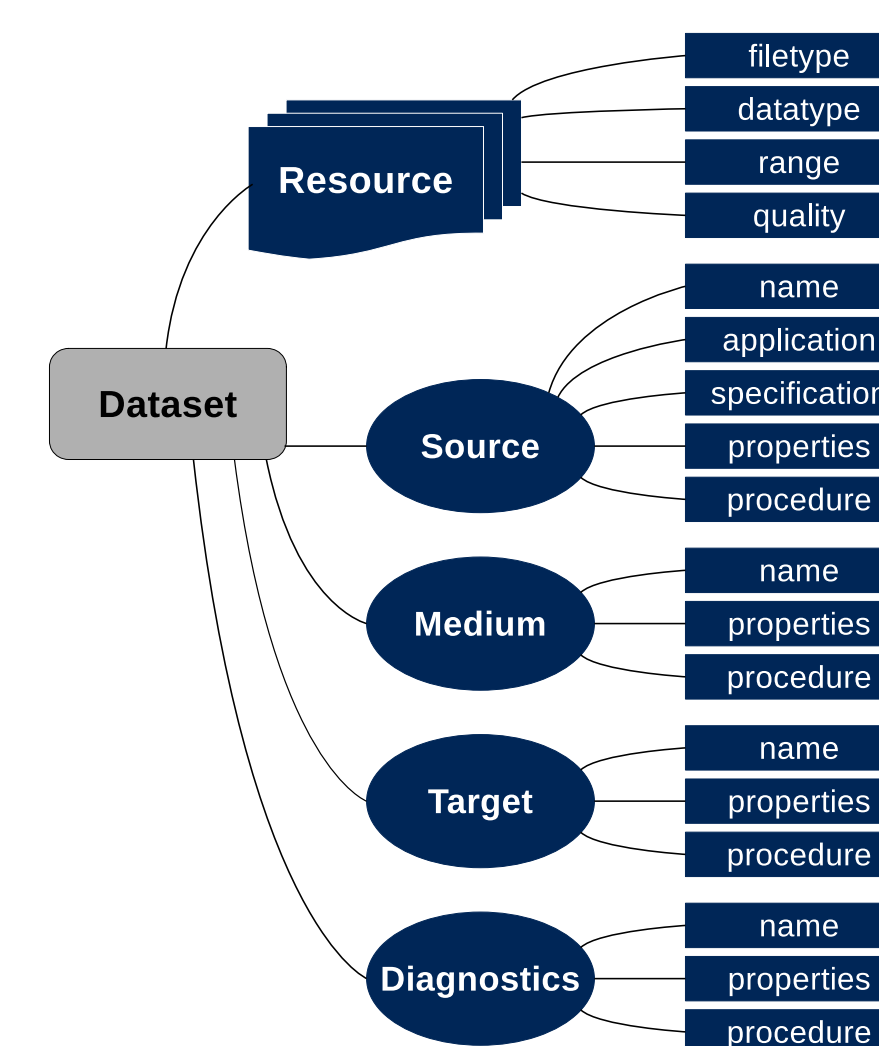 Dataset
Resource
filetype
datatype
range
quality
Source
name
application
specification
properties
procedure
Medium
name
properties
procedure
Target
name
properties
procedure
Diagnostics
name
properties
procedure